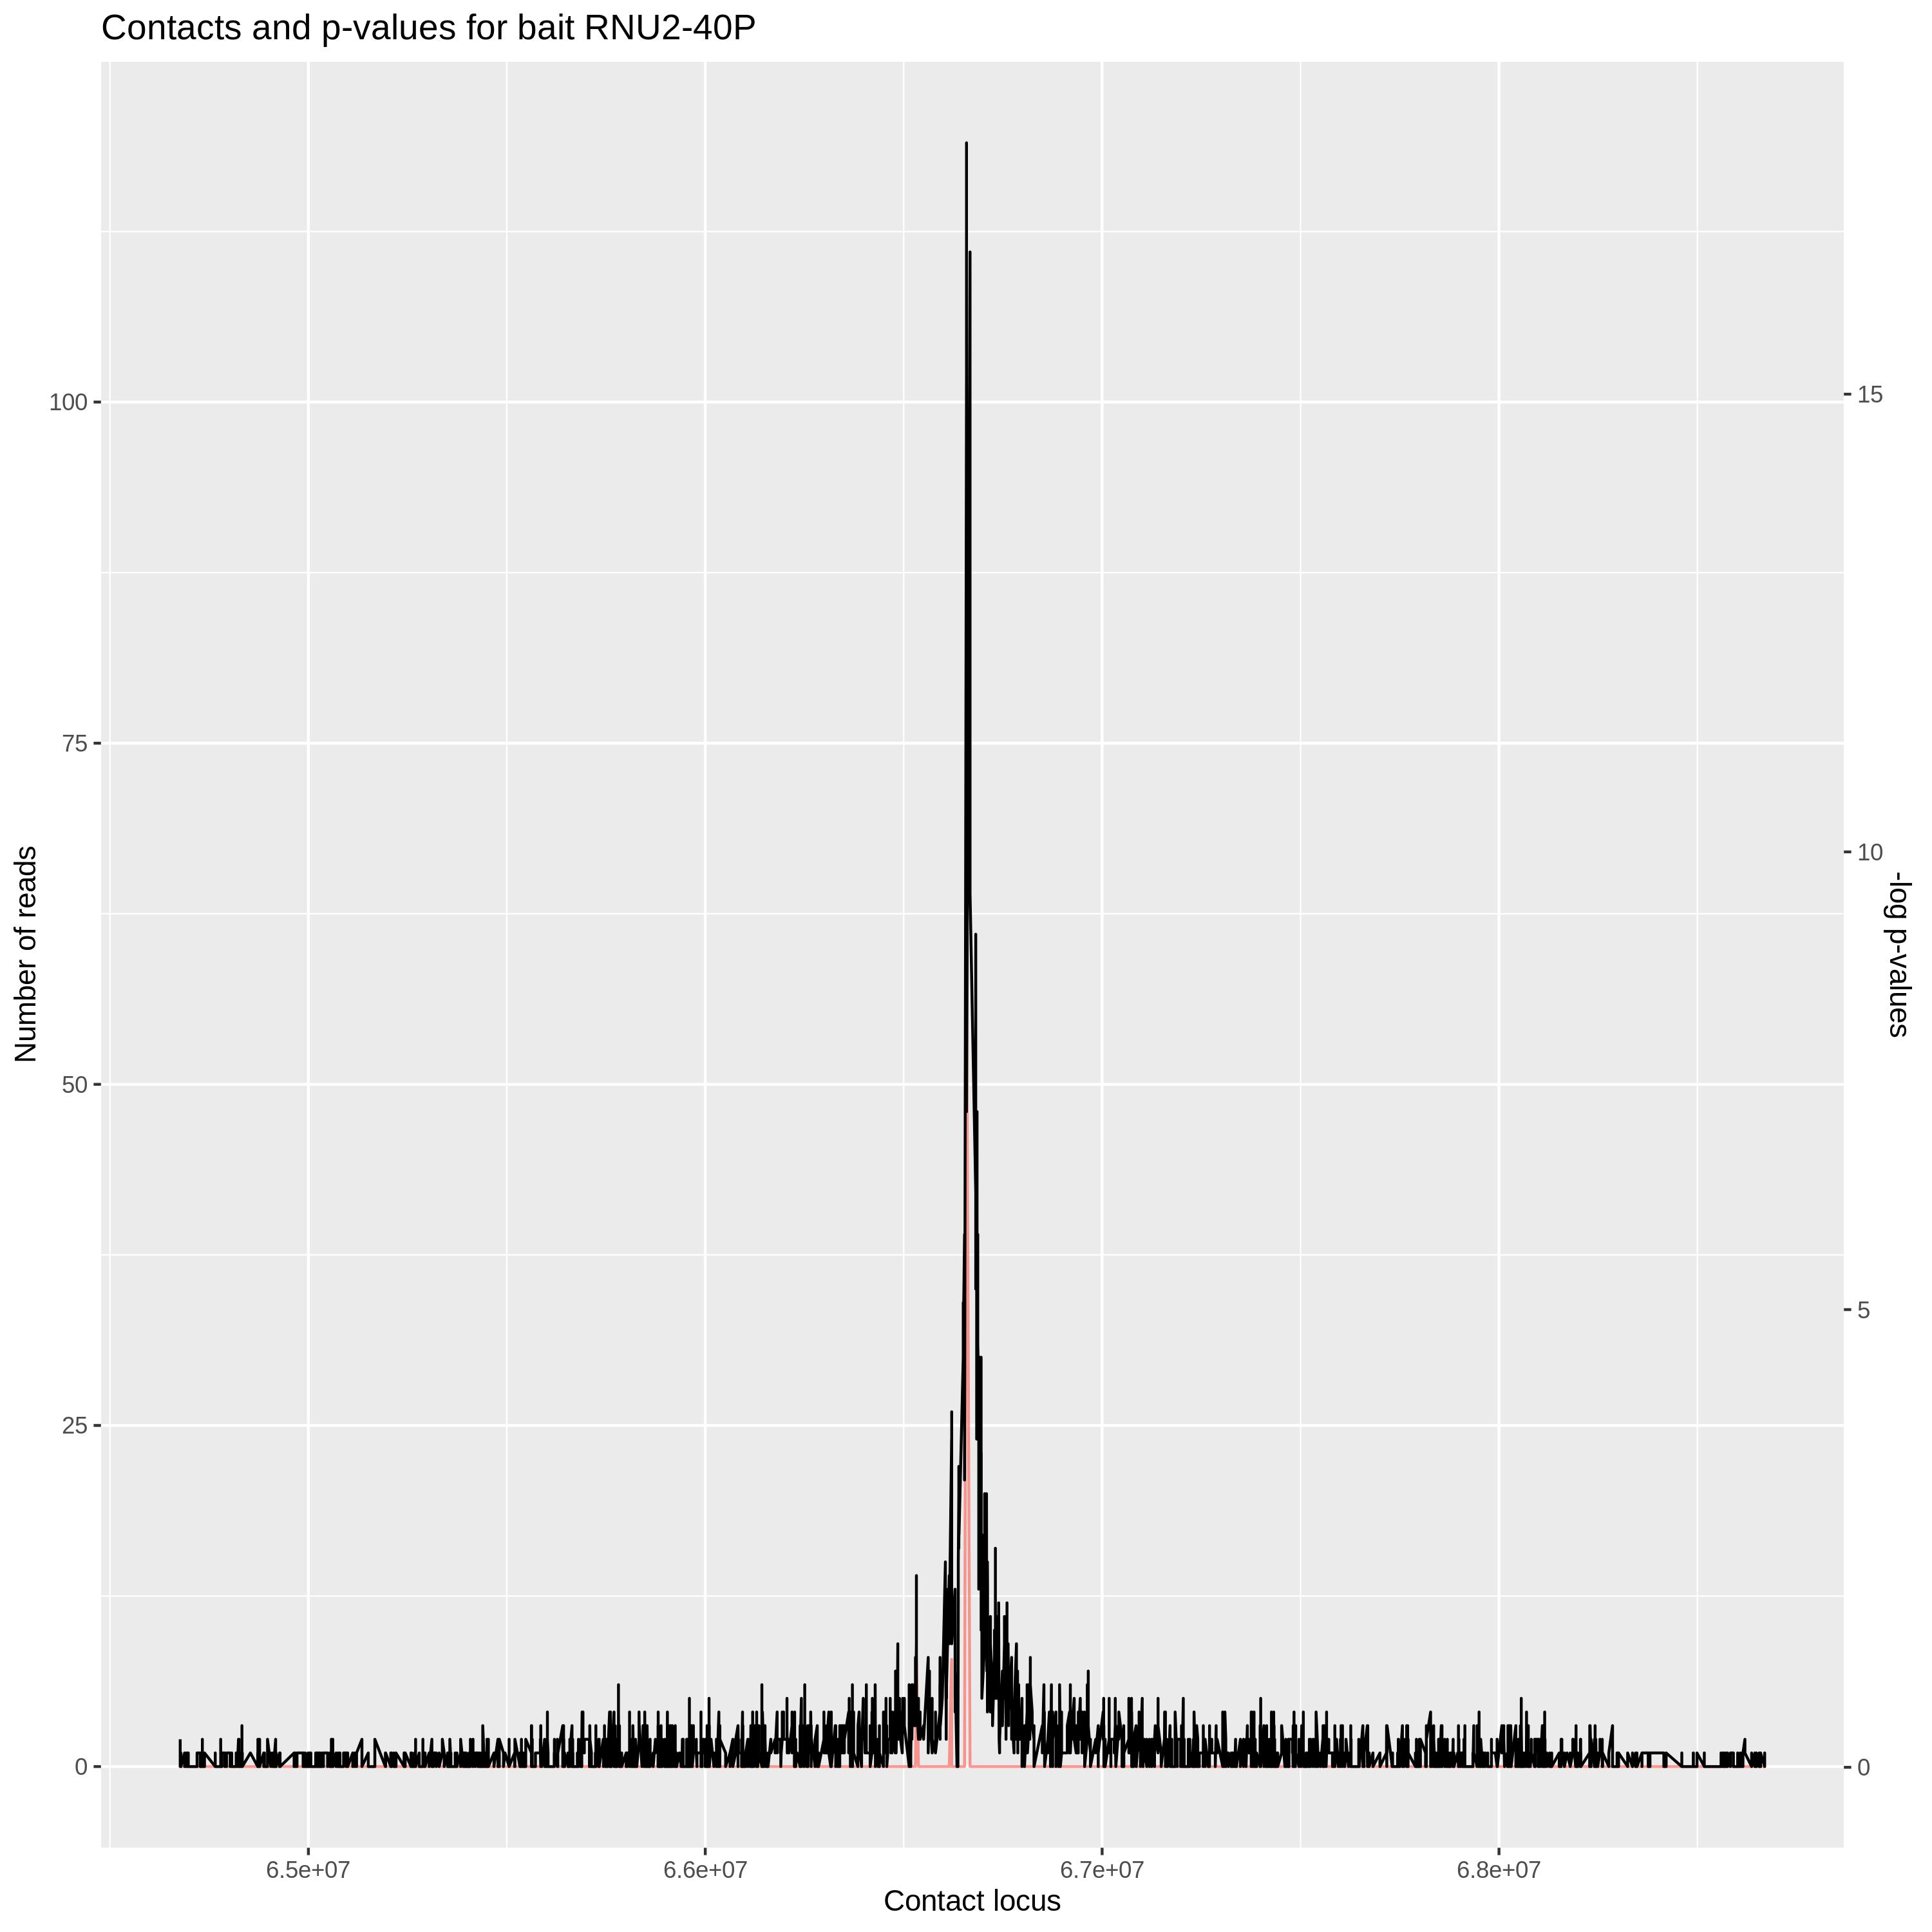 Contacts and p-values for bait RNU2-40P
Number of reads
100
75
50
25
0
15
10
5
0
-log p-values
6.5e+07
6.6e+07
6.7e+07
6.8e+07
Contact locus